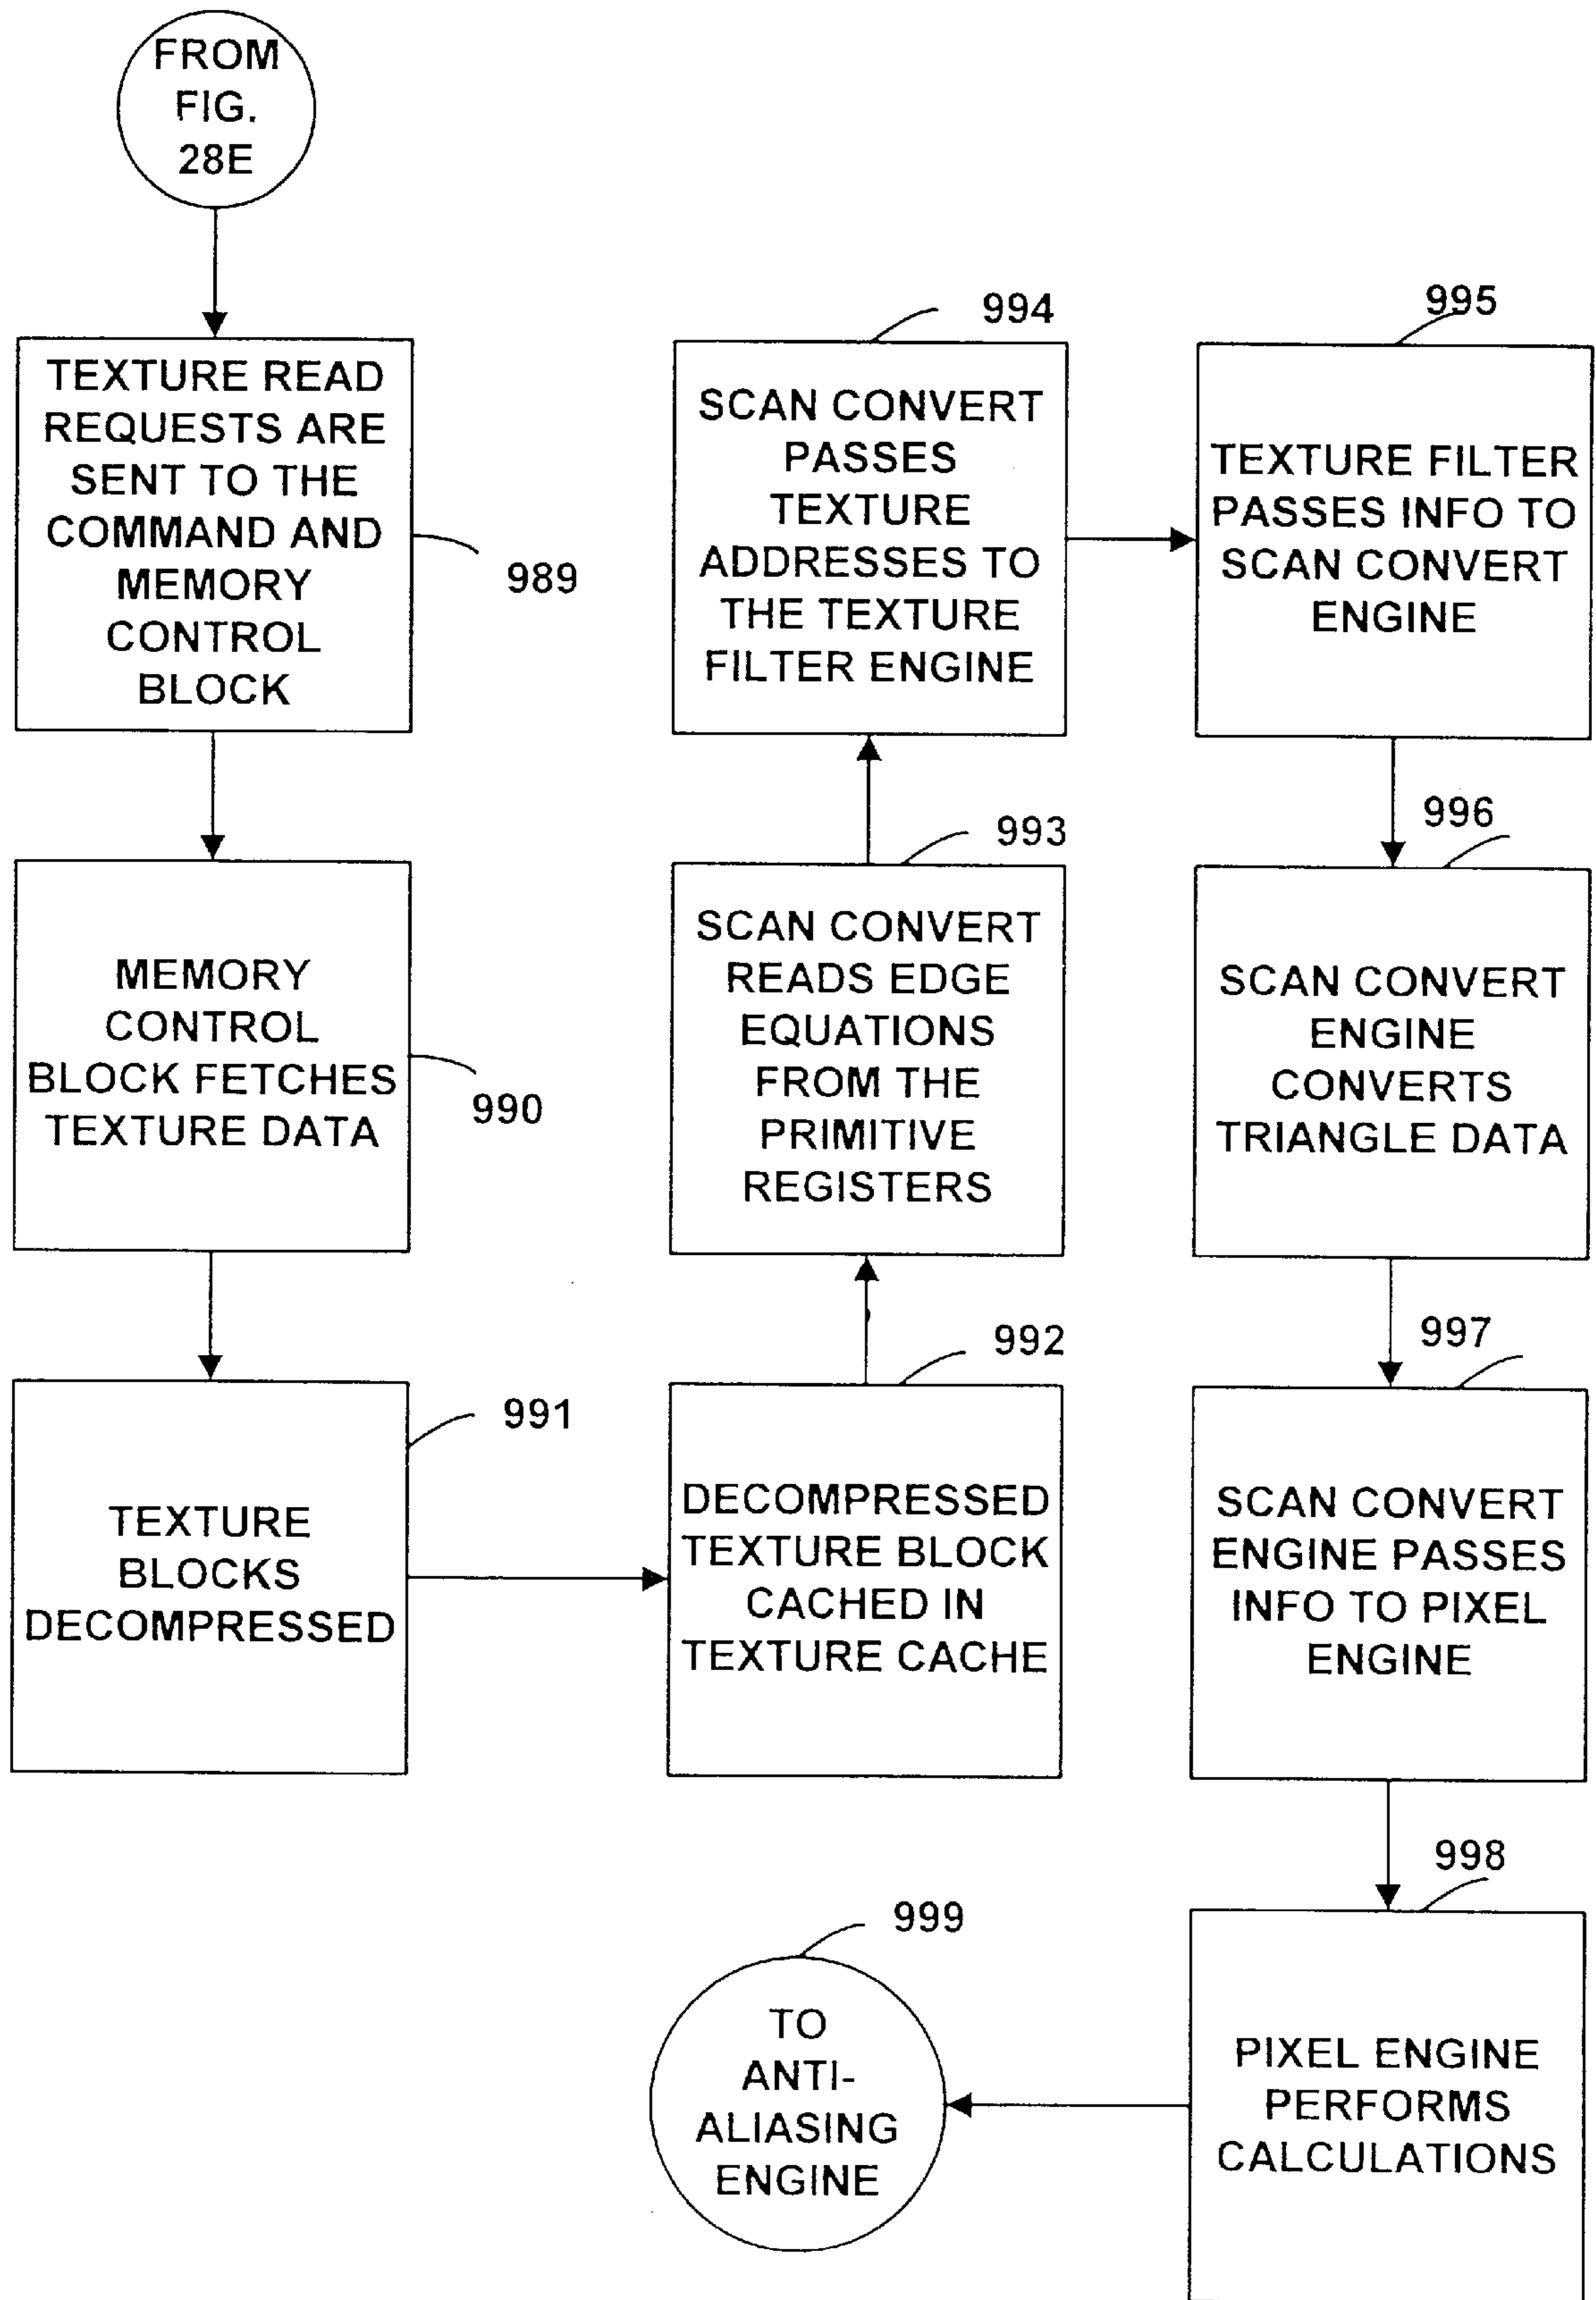 FROM
FIG.
28E
TEXTURE READ
REQUESTS ARE
SENT TO THE
COMMAND AND
MEMORY
CONTROL
BLOCK
989
MEMORY
CONTROL
BLOCK FETCHES
TEXTURE DATA
990
991
TEXTURE
BLOCKS
DECOMPRESSED
992
DECOMPRESSED
TEXTURE BLOCK
CACHED IN
TEXTURE CACHE
993
SCAN CONVERT
READS EDGE
EQUATIONS
FROM THE
PRIMITIVE
REGISTERS
994
SCAN CONVERT
PASSES
TEXTURE
ADDRESSES TO
THE TEXTURE
FILTER ENGINE
995
TEXTURE FILTER
PASSES INFO TO
SCAN CONVERT
ENGINE
996
SCAN CONVERT
ENGINE
CONVERTS
TRIANGLE DATA
997
SCAN CONVERT
ENGINE PASSES
INFO TO PIXEL
ENGINE
998
PIXEL ENGINE
PERFORMS
CALCULATIONS
999
TO
ANTI-
ALIASING
ENGINE